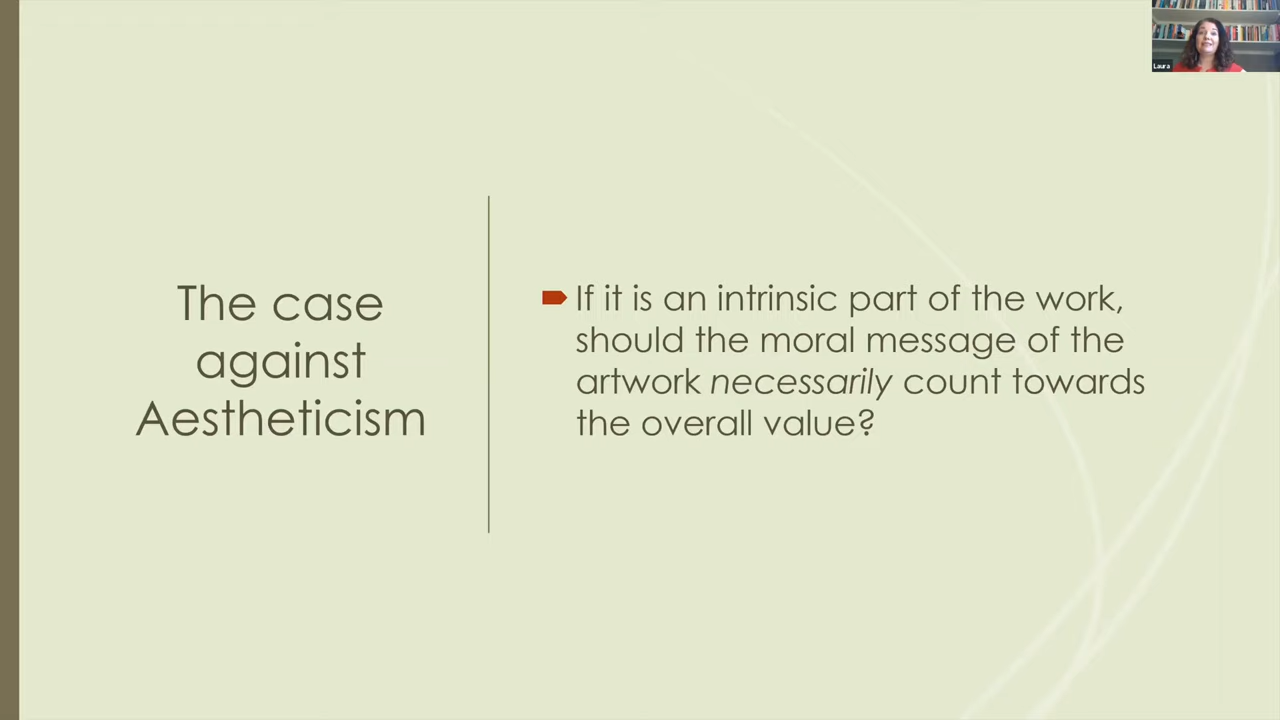 Laura
The case
against
Aestheticism
If it is an intrinsic part of the work,
should the moral message of the
artwork necessarily count towards
the overall value?